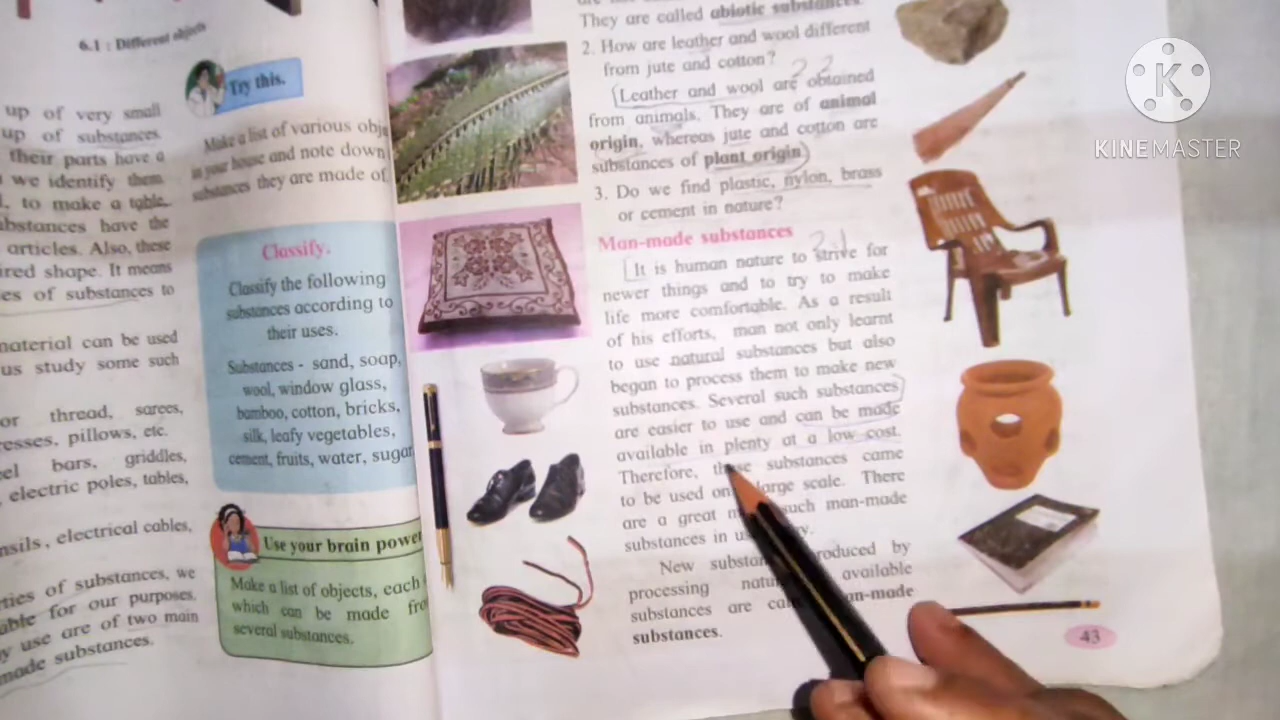 6.1 : Different objects
up of very small
up of substances.
their parts have a
we identify them
, to make a table.
bstances have the
articles. Also, these
ired shape. It means
es of substances to
material can be used
us study some such
or thread, sarees,
resses, pillows, etc.
eel bars, griddles,
, electric poles, tables,
nsils, electrical cables,
rties of substances, we
able for our purposes.
y use are of two main
made substances.
Try this.
Make a list of various obj
in your house and note down
substances they are made of
Classify.
Classify the following
substances according to
their uses.
Substances - sand, soap,
wool, window glass,
bamboo, cotton, bricks,
silk, leafy vegetables,
cement, fruits, water, sugar
Use your brain power
Make a list of objects, each
which can be made fro
several substances.
They are called abiotic substances.
2. How are leather and wool different
from jute and cotton?
Leather and wool are obtained
from animals. They are of animal
origin, whereas jute and cotton are
substances of plant origin
3. Do we find plastic, nylon, brass
or cement in nature?
Man-made substances
It is human nature to strive for
newer things and to try to make
life more comfortable. As a result
of his efforts, man not only learnt
to use natural substances but also
began to process them to make new
substances. Several such substances
are easier to use and can be made
available in plenty at a low cost.
Therefore, these substances came
to be used on large scale. There
are a great such man-made
substances in
New produced by
processing available
substances are man-made
substances.
43
K
KINEMASTER